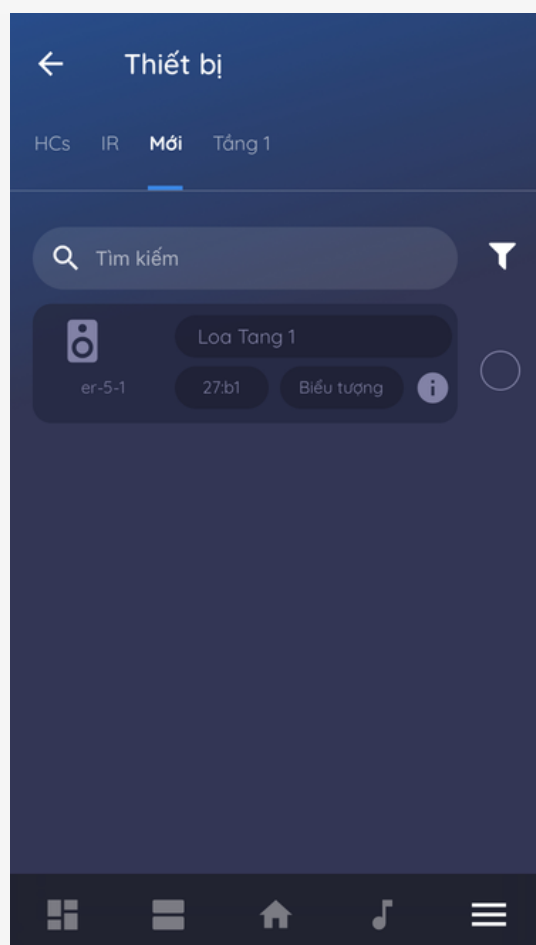 Thiết bị
HCs IR Mới Tầng 1
Tìm kiếm
Loa Tang 1
er-5-1 27:b1 Biểu tượng